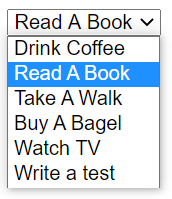 Read A Book
Drink Coffee
Read A Book
Take A Walk
Buy A Bagel
Watch TV
Write a test